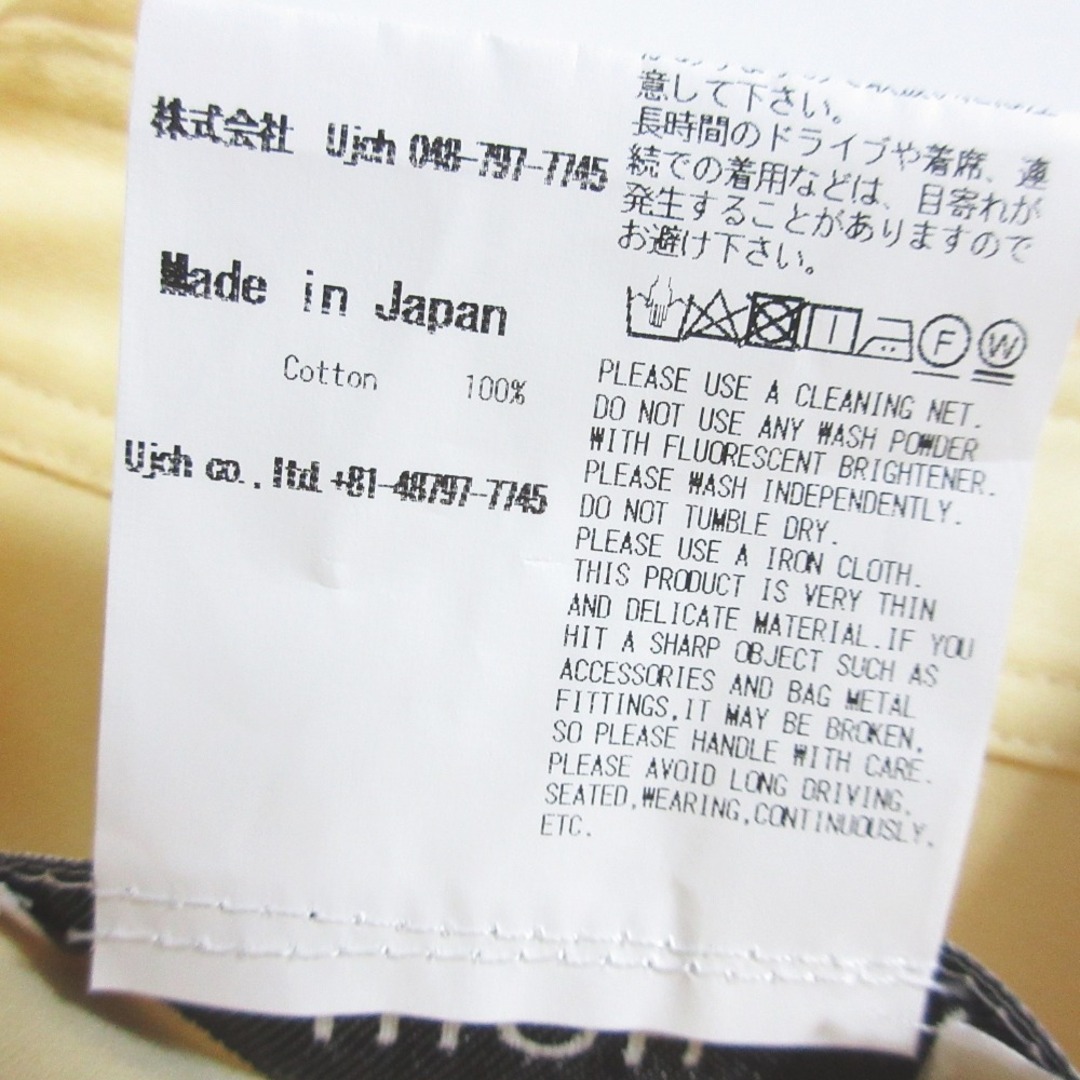 株式会社 Ujoh 048-797-7745
Made in Japan
Cotton 100%
Ujoh co., ltd. +81-48797-7745
意して下さい。
長時間のドライブや着席、連
続での着用などは、目寄れが
発生することがありますので
お避け下さい。
F W
PLEASE USE A CLEANING NET.
DO NOT USE ANY WASH POWDER
WITH FLUORESCENT BRIGHTENER.
PLEASE WASH INDEPENDENTLY.
DO NOT TUMBLE DRY.
PLEASE USE A IRON CLOTH.
THIS PRODUCT IS VERY THIN
AND DELICATE MATERIAL.IF YOU
HIT A SHARP OBJECT SUCH AS
ACCESSORIES AND BAG METAL
FITTINGS,IT MAY BE BROKEN.
SO PLEASE HANDLE WITH CARE.
PLEASE AVOID LONG DRIVING,
SEATED,WEARING,CONTINUOUSLY.
ETC.